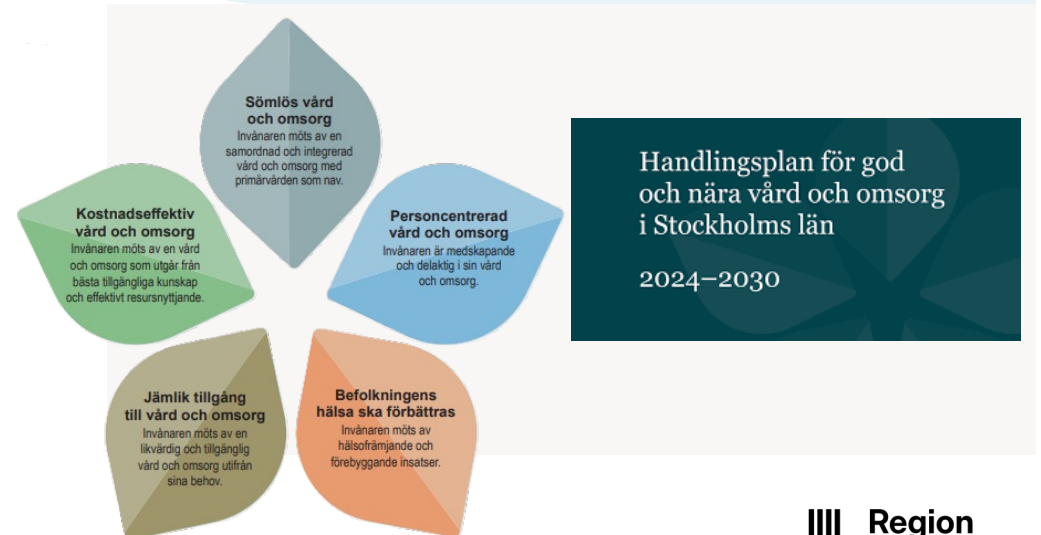 Sömlös vård
och omsorg
Invånaren möts av en
samordnad och integrerad
vård och omsorg med
primärvården som nav.
Kostnadseffektiv
vård och omsorg
Invånaren möts av en vård
och omsorg som utgår från
bästa tillgängliga kunskap
och effektivt resursnyttjande.
Personcentrerad
vård och omsorg
Invånaren är medskapande
och delaktig i sin vård
och omsorg.
Jämlik tillgång
till vård och omsorg
Invånaren möts av en
likvärdig och tillgänglig
vård och omsorg utifrån
sina behov.
Befolkningens
hälsa ska förbättras
Invånaren möts av
hälsofrämjande och
förebyggande insatser.
Handlingsplan för god
och nära vård och omsorg
i Stockholms län
2024–2030
Region